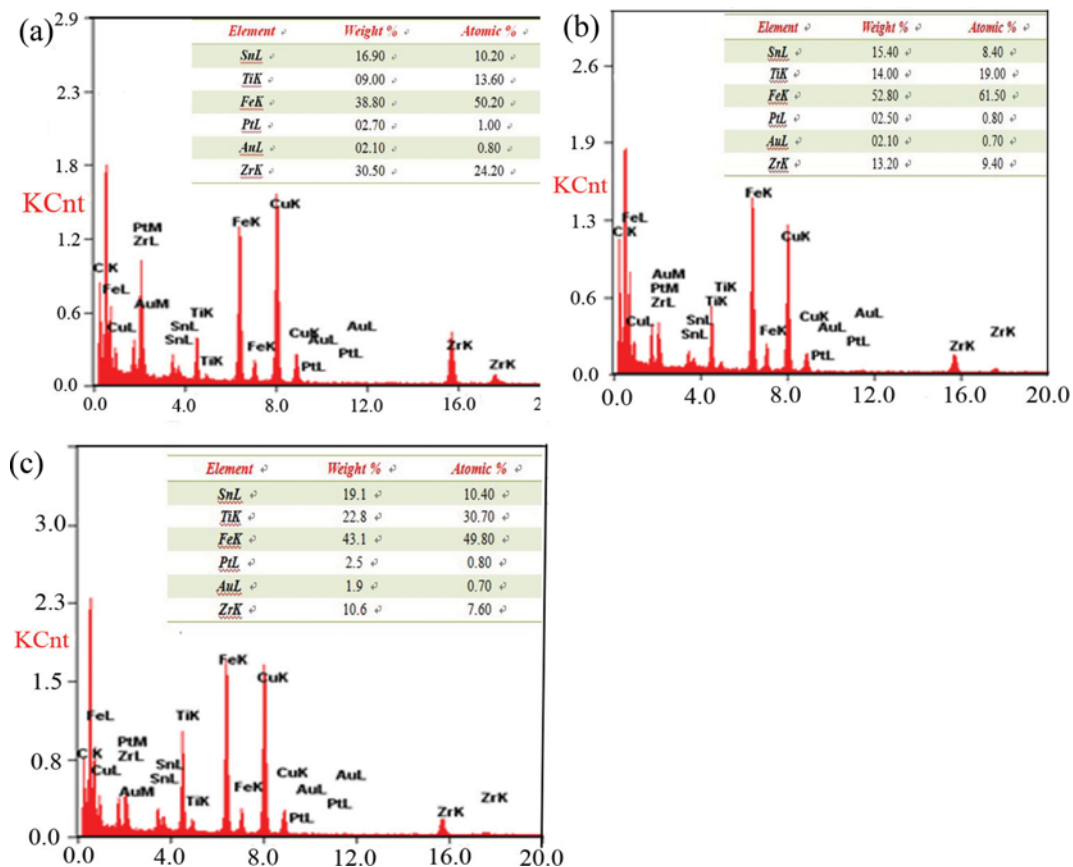 (a)
Element Weight % Atomic %
SnL 16.90 10.20
TiK 09.00 13.60
FeK 38.80 50.20
PtL 02.70 1.00
AuL 02.10 0.80
ZrK 30.50 24.20
2.9
2.3
1.8
1.2
0.6
0.0
KCnt
C K
FeL
CuL
PtM
ZrL
AuM
SnL
SnL
TiK
TiK
FeK
FeK
CuK
CuK
AuL
PtL
AuL
PtL
ZrK
ZrK
0.0 4.0 8.0 12.0 16.0 2
(b)
Element Weight % Atomic %
SnL 15.40 8.40
TiK 14.00 19.00
FeK 52.80 61.50
PtL 02.50 0.80
AuL 02.10 0.70
ZrK 13.20 9.40
2.6
1.9
1.3
0.6
0.0
KCnt
FeL
C K
CuL
AuM
PtM
ZrL
SnL
SnL
TiK
TiK
FeK
FeK
CuK
CuK
AuL
PtL
AuL
PtL
ZrK
ZrK
0.0 4.0 8.0 12.0 16.0 20.0
(c)
Element Weight % Atomic %
SnL 19.1 10.40
TiK 22.8 30.70
FeK 43.1 49.80
PtL 2.5 0.80
AuL 1.9 0.70
ZrK 10.6 7.60
3.0
2.3
1.5
0.8
0.0
KCnt
FeL
C K
CuL
PtM
ZrL
AuM
SnL
SnL
TiK
TiK
FeK
FeK
CuK
CuK
AuL
PtL
AuL
PtL
ZrK
ZrK
0.0 4.0 8.0 12.0 16.0 20.0